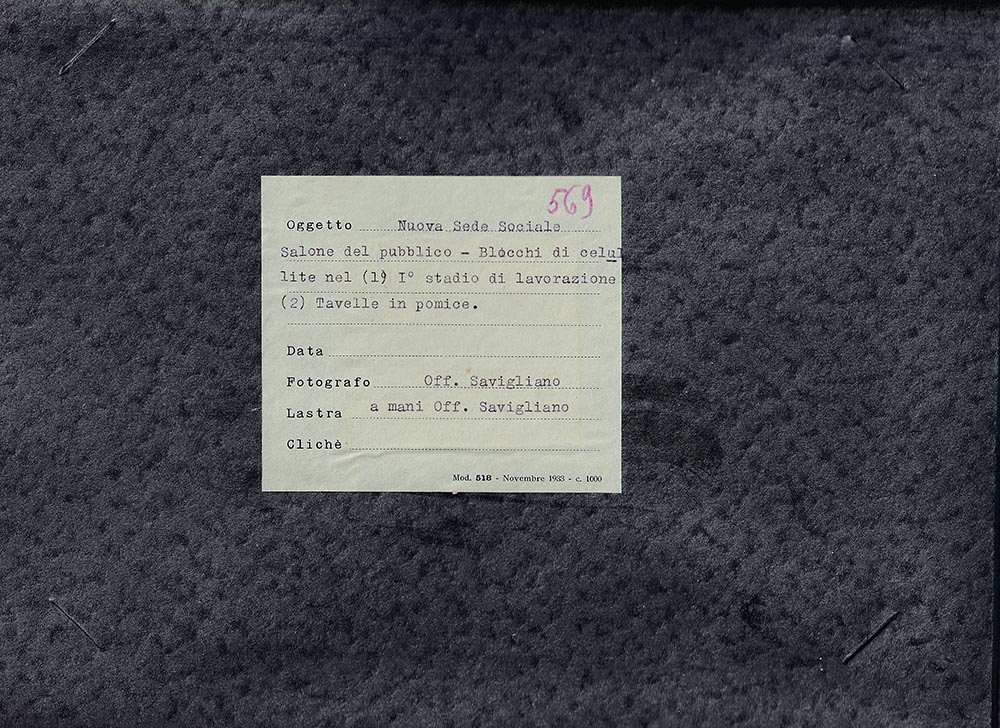 569
Oggetto Nuova Sede Sociale
Salone del pubblico - Blocchi di celul
lite nel (1) I° stadio di lavorazione
(2) Tavelle in pomice.
Data
Fotografo Off. Savigliano
Lastra a mani Off. Savigliano
Clichè
Mod. 518 - Novembre 1933 - c. 1000